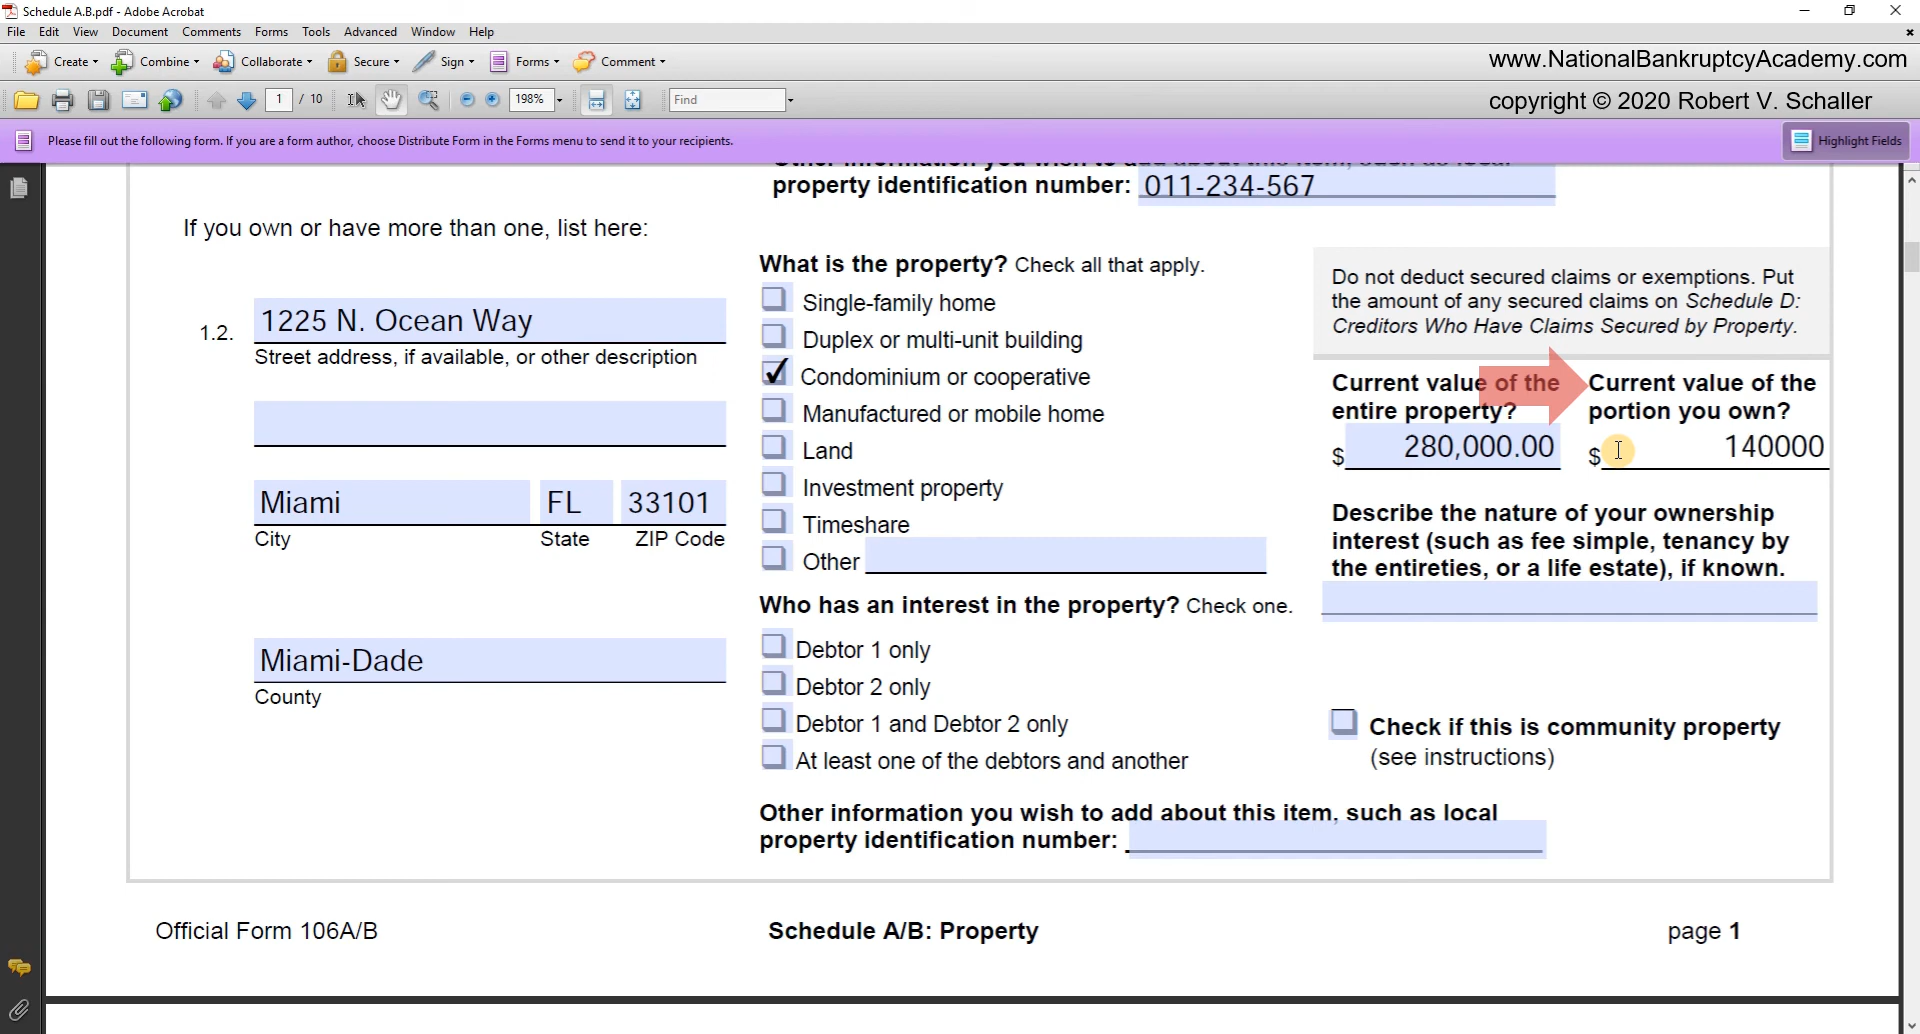 Schedule A.B.pdf - Adobe Acrobat
File Edit View Document Comments Forms Tools Advanced Window Help
Create Combine Collaborate Secure Sign Forms Comment
www.NationalBankruptcyAcademy.com
1 / 10 198% Find
copyright © 2020 Robert V. Schaller
Please fill out the following form. If you are a form author, choose Distribute Form in the Forms menu to send it to your recipients.
Highlight Fields
Other information you wish to add about this item, such as local
property identification number: 011-234-567
If you own or have more than one, list here:
1.2.
1225 N. Ocean Way
Street address, if available, or other description
Miami FL 33101
City State ZIP Code
Miami-Dade
County
What is the property? Check all that apply.
Single-family home
Duplex or multi-unit building
Condominium or cooperative
Manufactured or mobile home
Land
Investment property
Timeshare
Other
Who has an interest in the property? Check one.
Debtor 1 only
Debtor 2 only
Debtor 1 and Debtor 2 only
At least one of the debtors and another
Other information you wish to add about this item, such as local
property identification number:
Do not deduct secured claims or exemptions. Put
the amount of any secured claims on Schedule D:
Creditors Who Have Claims Secured by Property.
Current value of the
entire property?
$ 280,000.00
Current value of the
portion you own?
$ 140000
Describe the nature of your ownership
interest (such as fee simple, tenancy by
the entireties, or a life estate), if known.
Check if this is community property
(see instructions)
Official Form 106A/B
Schedule A/B: Property
page 1